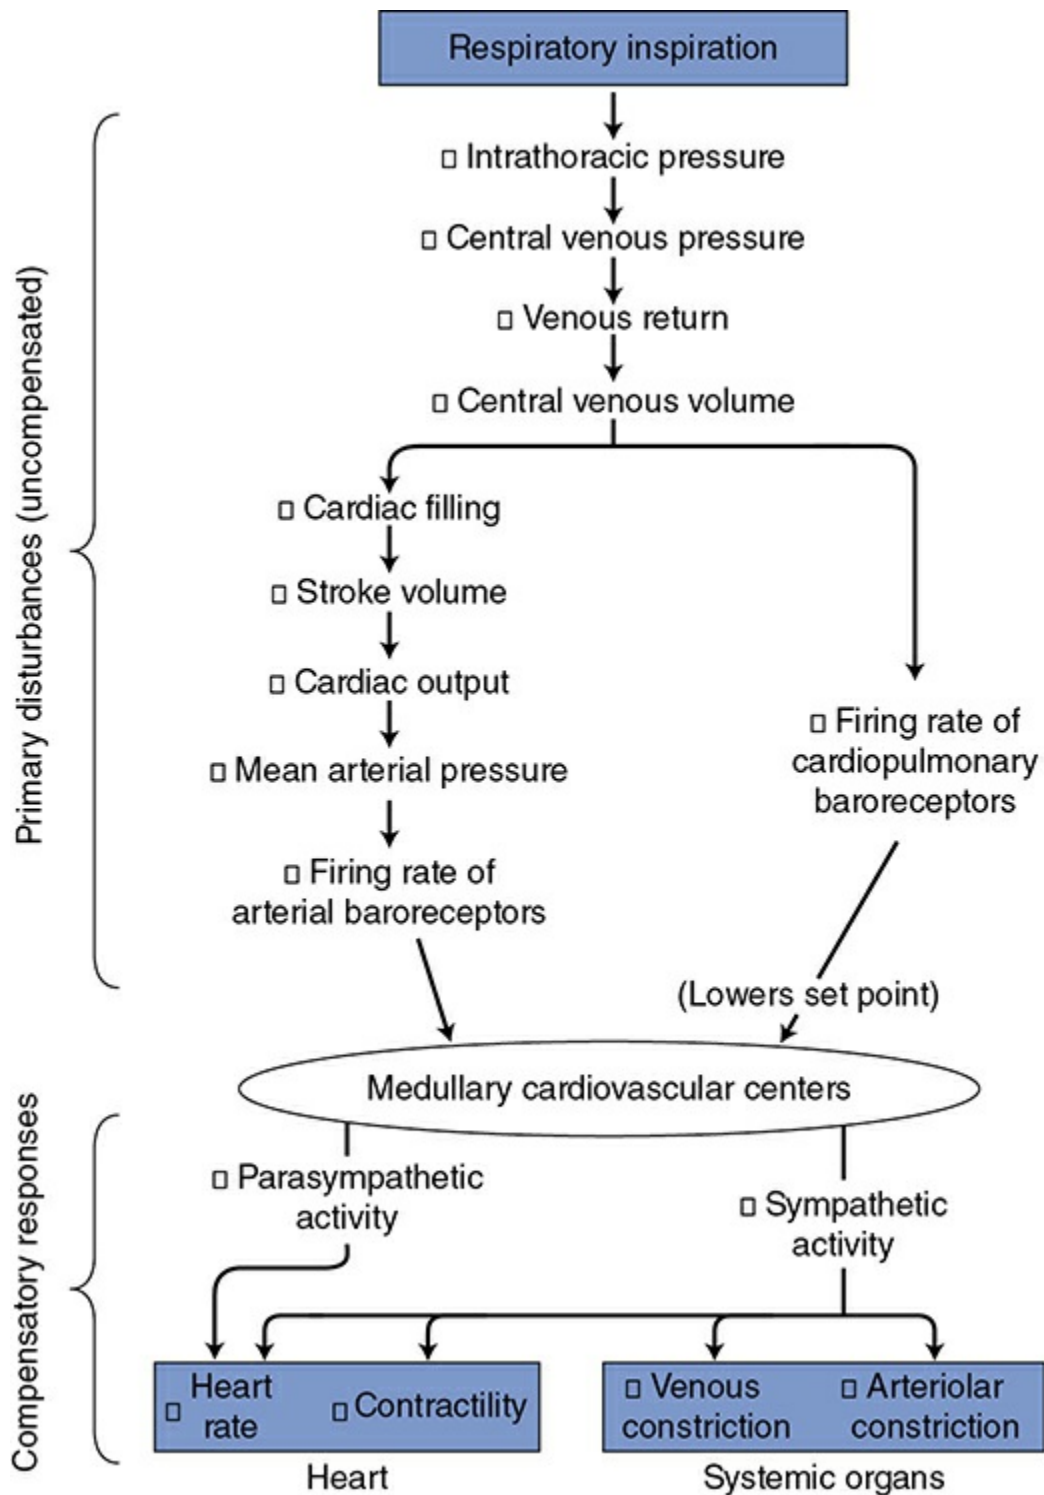 Respiratory inspiration
▯ Intrathoracic pressure
▯ Central venous pressure
▯ Venous return
▯ Central venous volume
▯ Cardiac filling
▯ Stroke volume
▯ Cardiac output
▯ Mean arterial pressure
▯ Firing rate of
arterial baroreceptors
▯ Firing rate of
cardiopulmonary
baroreceptors
(Lowers set point)
Primary disturbances (uncompensated)
Medullary cardiovascular centers
▯ Parasympathetic
activity
▯ Sympathetic
activity
▯ Heart
rate
▯ Contractility
▯ Venous
constriction
▯ Arteriolar
constriction
Heart
Systemic organs
Compensatory responses